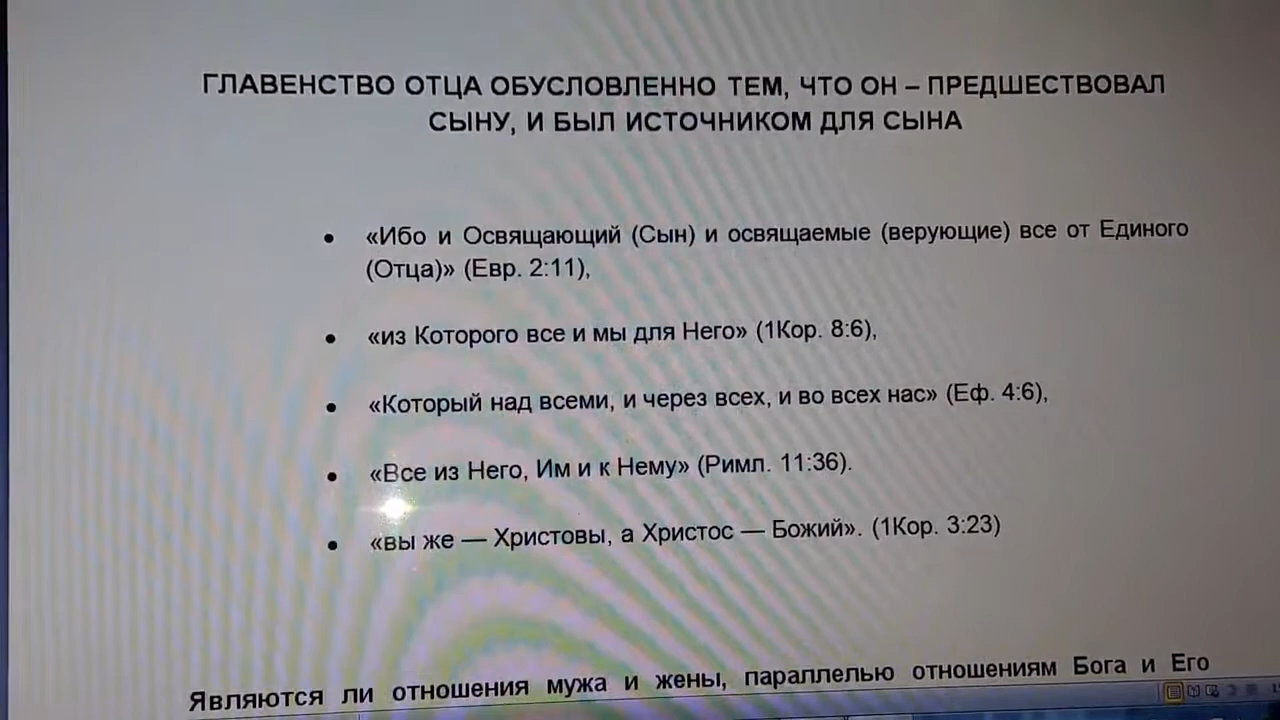 ГЛАВЕНСТВО ОТЦА ОБУСЛОВЛЕННО ТЕМ, ЧТО ОН – ПРЕДШЕСТВОВАЛ
СЫНУ, И БЫЛ ИСТОЧНИКОМ ДЛЯ СЫНА
• «Ибо и Освящающий (Сын) и освящаемые (верующие) все от Единого
(Отца)» (Евр. 2:11),
• «из Которого все и мы для Него» (1Кор. 8:6),
• «Который над всеми, и через всех, и во всех нас» (Еф. 4:6),
• «Все из Него, Им и к Нему» (Римл. 11:36).
• «вы же — Христовы, а Христос — Божий». (1Кор. 3:23)
Являются ли отношения мужа и жены, параллелью отношениям Бога и Его